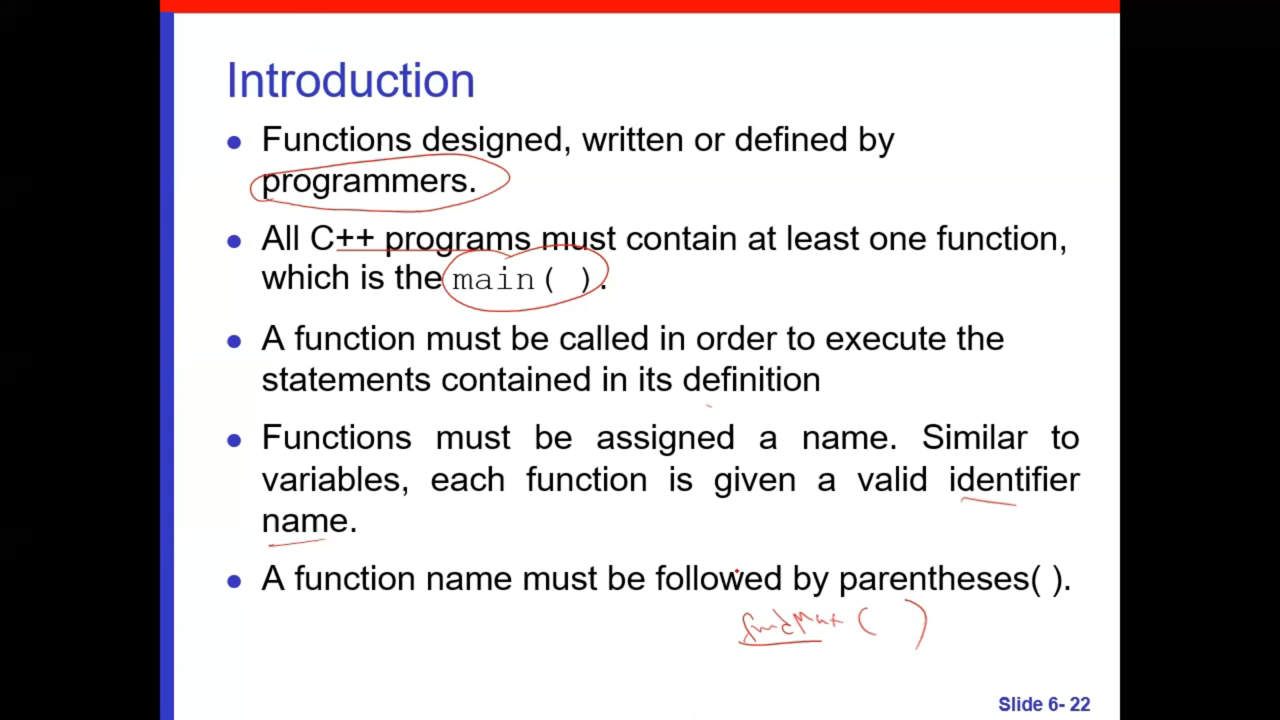 Introduction
• Functions designed, written or defined by
programmers.
• All C++ programs must contain at least one function,
which is the main( ).
• A function must be called in order to execute the
statements contained in its definition
• Functions must be assigned a name. Similar to
variables, each function is given a valid identifier
name.
• A function name must be followed by parentheses( ).
findMax ( )
Slide 6- 22